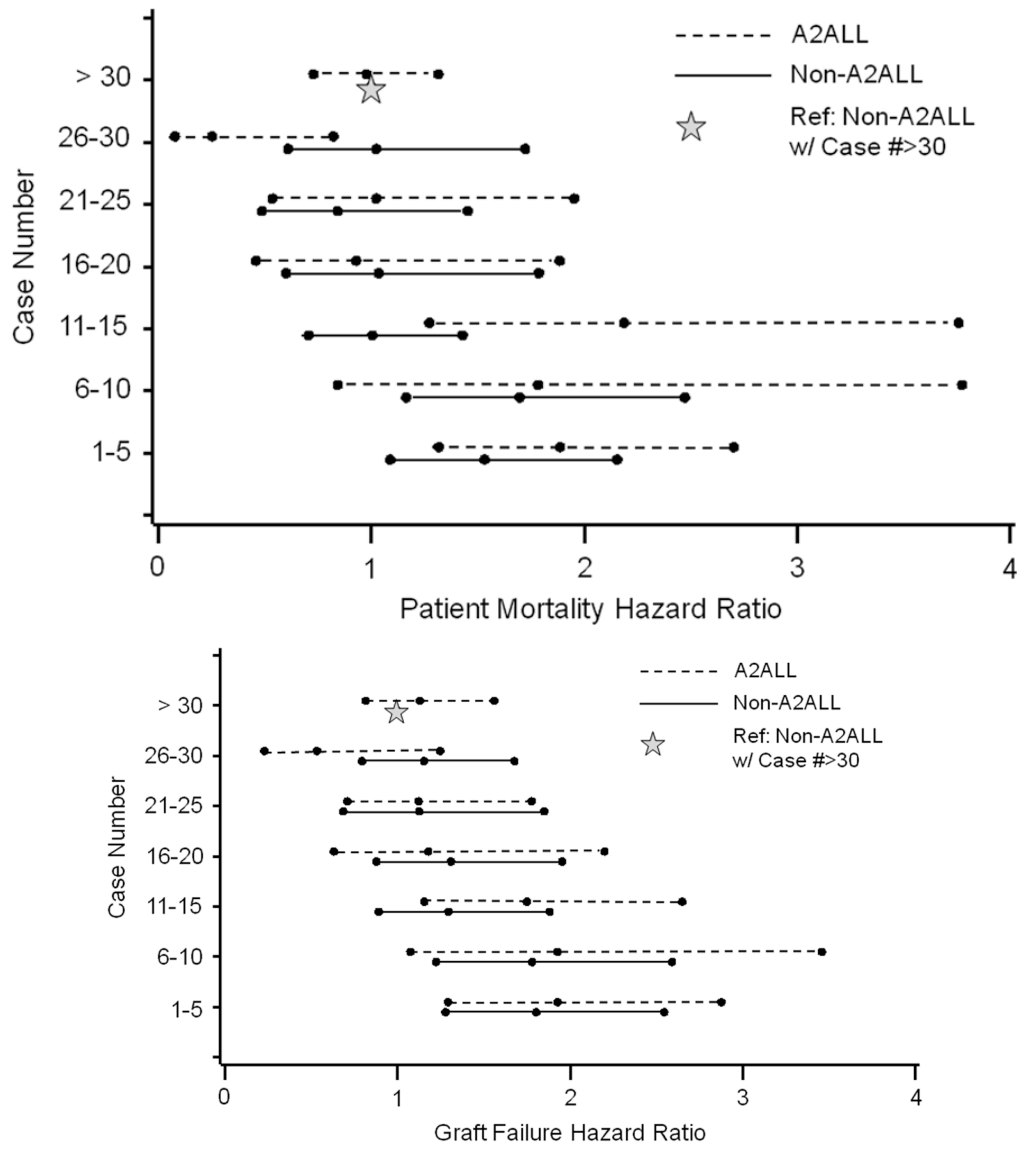 A2ALL
Non-A2ALL
Ref: Non-A2ALL
w/ Case #>30
Case Number
> 30
26-30
21-25
16-20
11-15
6-10
1-5
0 1 2 3 4
Patient Mortality Hazard Ratio
A2ALL
Non-A2ALL
Ref: Non-A2ALL
w/ Case #>30
Case Number
> 30
26-30
21-25
16-20
11-15
6-10
1-5
0 1 2 3 4
Graft Failure Hazard Ratio